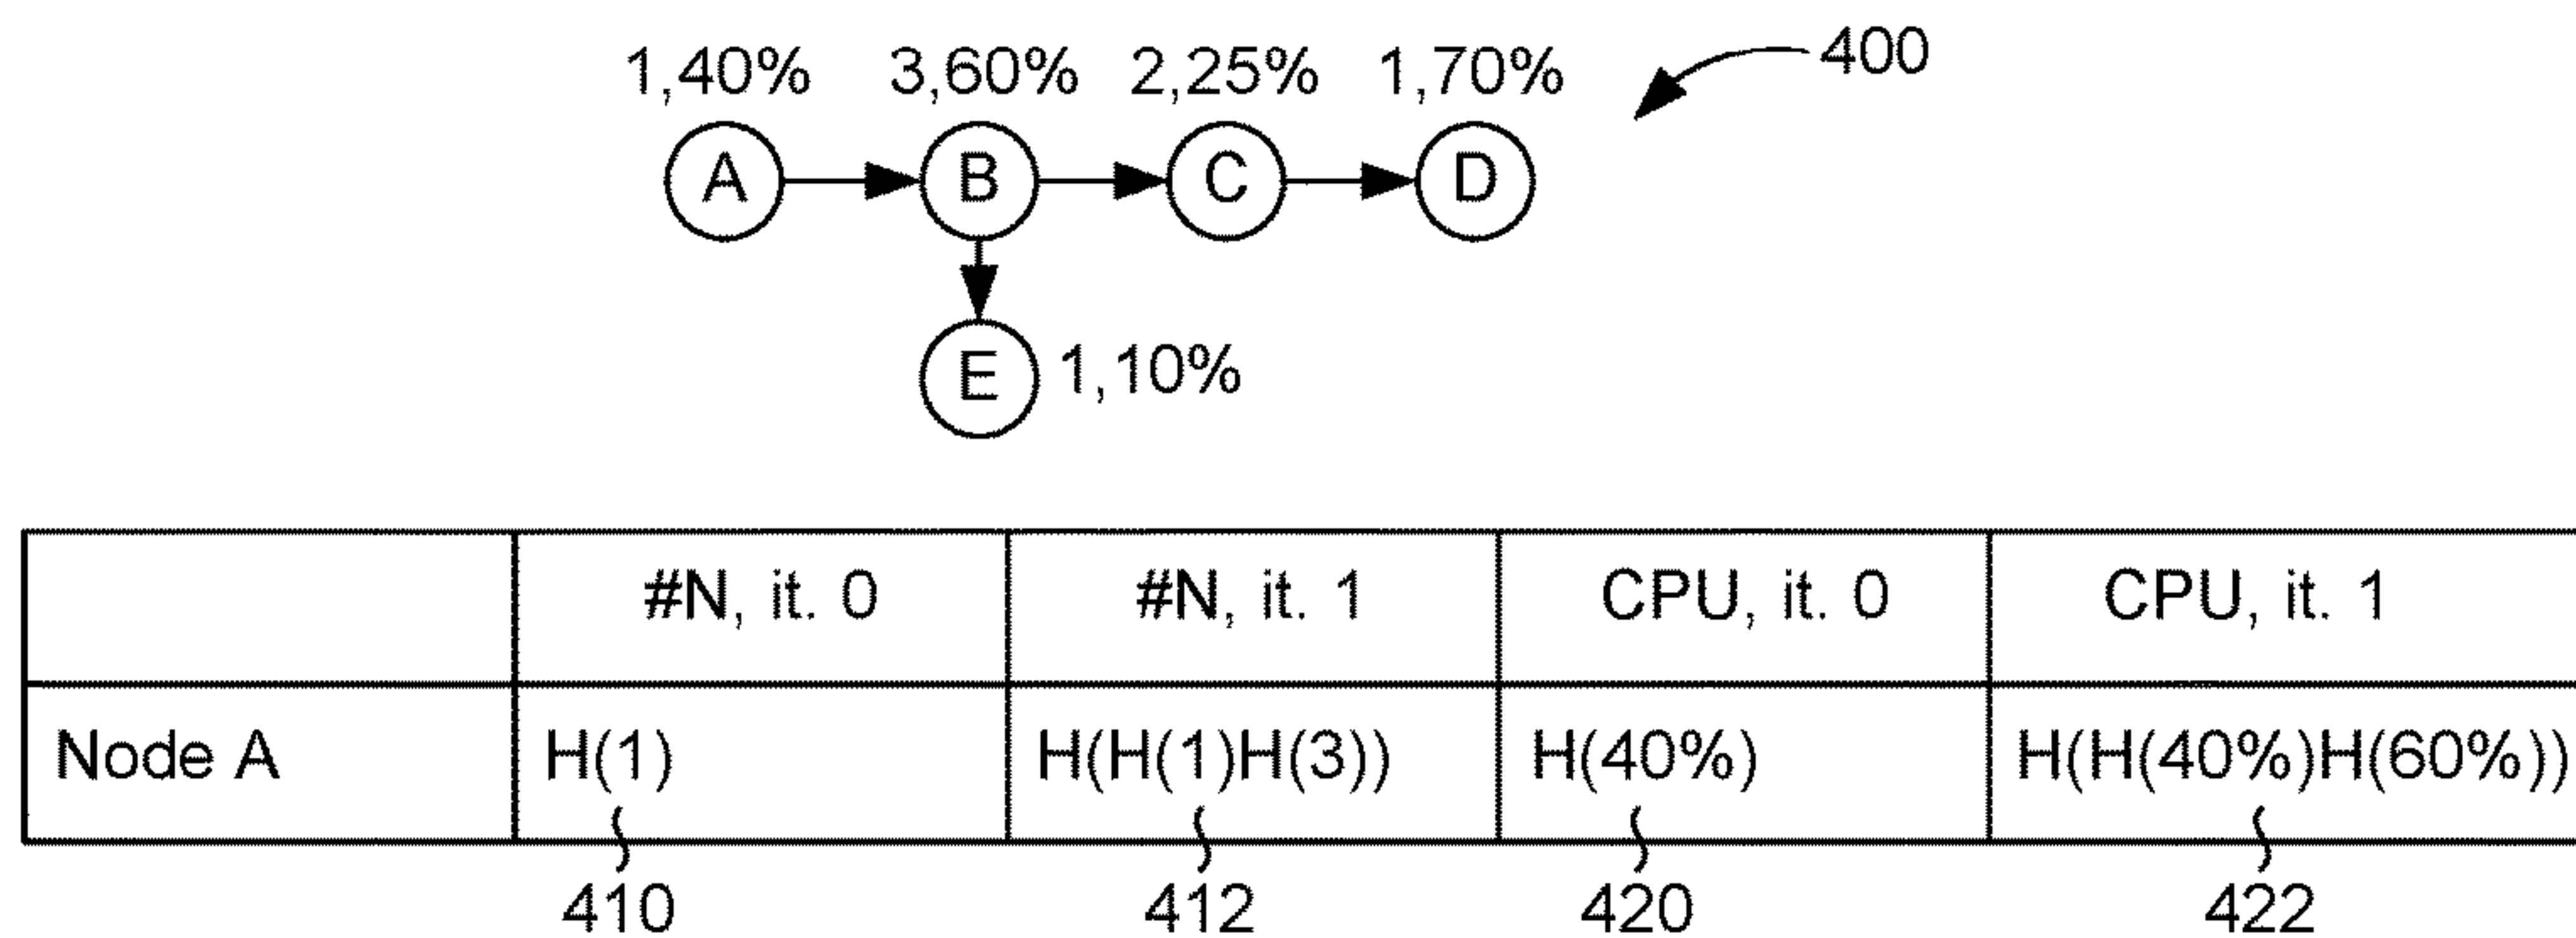 1,40% 3,60% 2,25% 1,70% 400
A B C D
E 1,10%
#N, it. 0 #N, it. 1 CPU, it. 0 CPU, it. 1
Node A H(1) H(H(1)H(3)) H(40%) H(H(40%)H(60%))
410 412 420 422